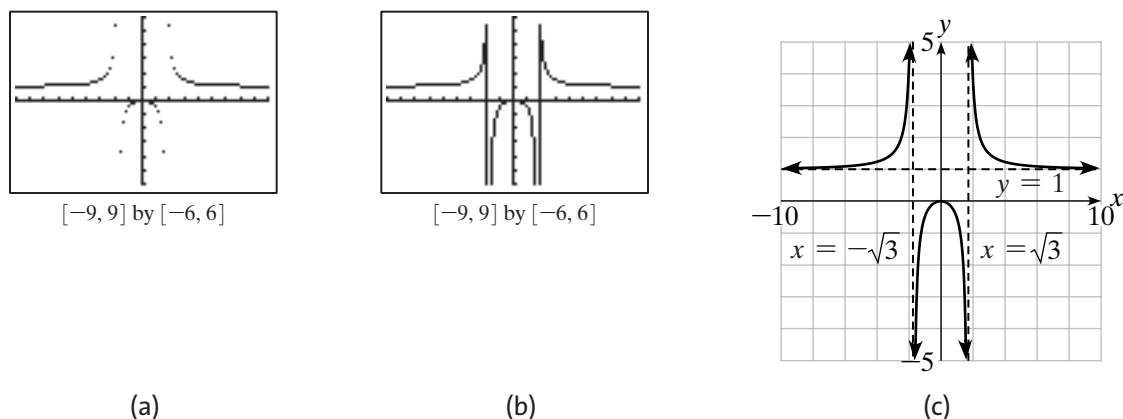 [−9, 9] by [−6, 6]
(a)
[−9, 9] by [−6, 6]
(b)
5
y
y = 1
−10
10
x
x = −√3
x = √3
−5
(c)